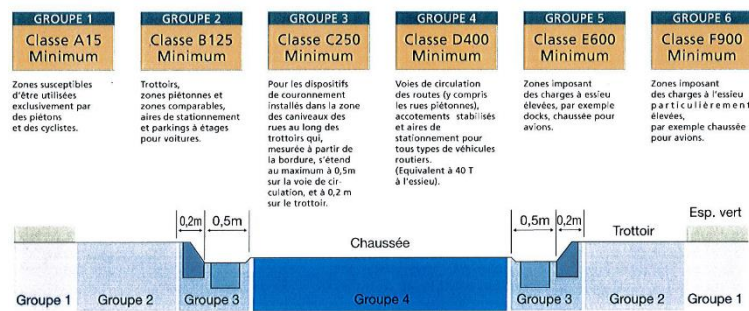 GROUPE 1
Classe A15
Minimum
Zones susceptibles
d'être utilisées
exclusivement par
des piétons
et des cyclistes.
GROUPE 2
Classe B125
Minimum
Trottoirs,
zones piétonnes et
zones comparables,
aires de stationnement
et parkings à étages
pour voitures.
GROUPE 3
Classe C250
Minimum
Pour les dispositifs
de couronnement
installés dans la zone
des caniveaux des
rues au long des
trottoirs qui,
mesurée à partir de
la bordure, s'étend
au maximum à 0,5m
sur la voie de cir-
culation, et à 0,2 m
sur le trottoir.
GROUPE 4
Classe D400
Minimum
Voies de circulation
des routes (y compris
les rues piétonnes),
accotements stabilisés
et aires de
stationnement pour
tous types de véhicules
routiers.
(Equivalent à 40 T
à l'essieu).
GROUPE 5
Classe E600
Minimum
Zones imposant
des charges à essieu
élevées, par exemple
docks, chaussée pour
avions.
GROUPE 6
Classe F900
Minimum
Zones imposant
des charges à l'essieu
particulièrement
élevées,
par exemple chaussée
pour avions.
0,2m 0,5m
Chaussée
0,5m 0,2m
Trottoir
Esp. vert
Groupe 1 Groupe 2 Groupe 3 Groupe 4 Groupe 3 Groupe 2 Groupe 1